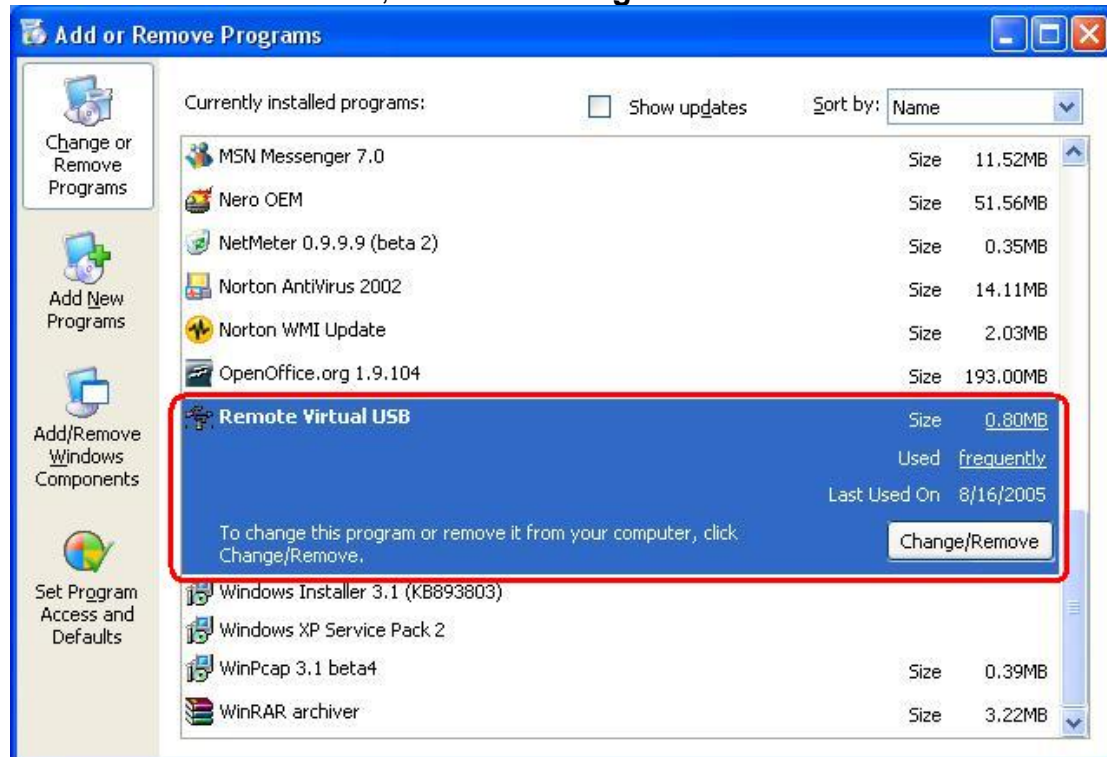 Add or Remove Programs
Change or
Remove
Programs
Add New
Programs
Add/Remove
Windows
Components
Set Program
Access and
Defaults
Currently installed programs: Show updates Sort by: Name
MSN Messenger 7.0 Size 11.52MB
Nero OEM Size 51.56MB
NetMeter 0.9.9.9 (beta 2) Size 0.35MB
Norton AntiVirus 2002 Size 14.11MB
Norton WMI Update Size 2.03MB
OpenOffice.org 1.9.104 Size 193.00MB
Remote Virtual USB Size 0.80MB
Used frequently
Last Used On 8/16/2005
To change this program or remove it from your computer, click
Change/Remove.
Change/Remove
Windows Installer 3.1 (KB893803)
Windows XP Service Pack 2
WinPcap 3.1 beta4 Size 0.39MB
WinRAR archiver Size 3.22MB